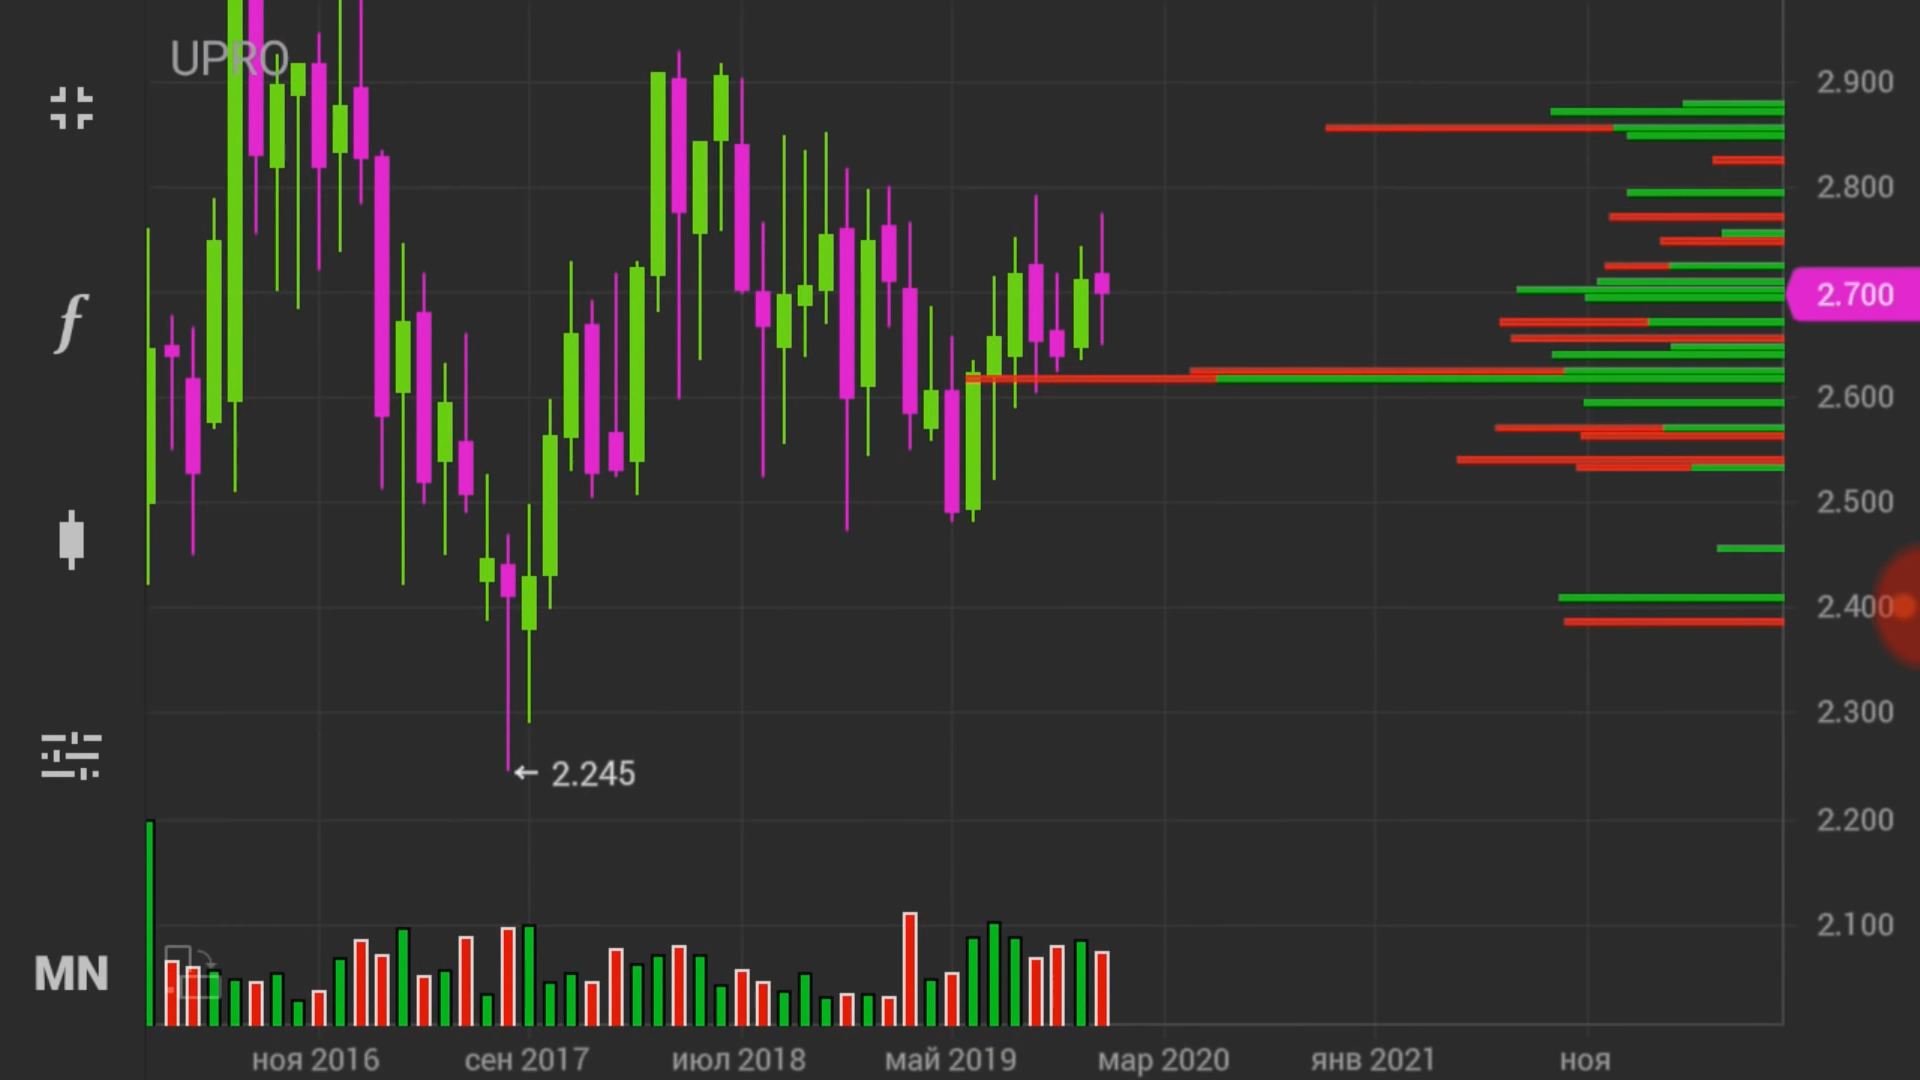 UPRO
2.900
2.800
2.700
2.600
2.500
2.400
2.300
2.245
2.200
2.100
MN
ноя 2016
сен 2017
июл 2018
май 2019
мар 2020
янв 2021
ноя